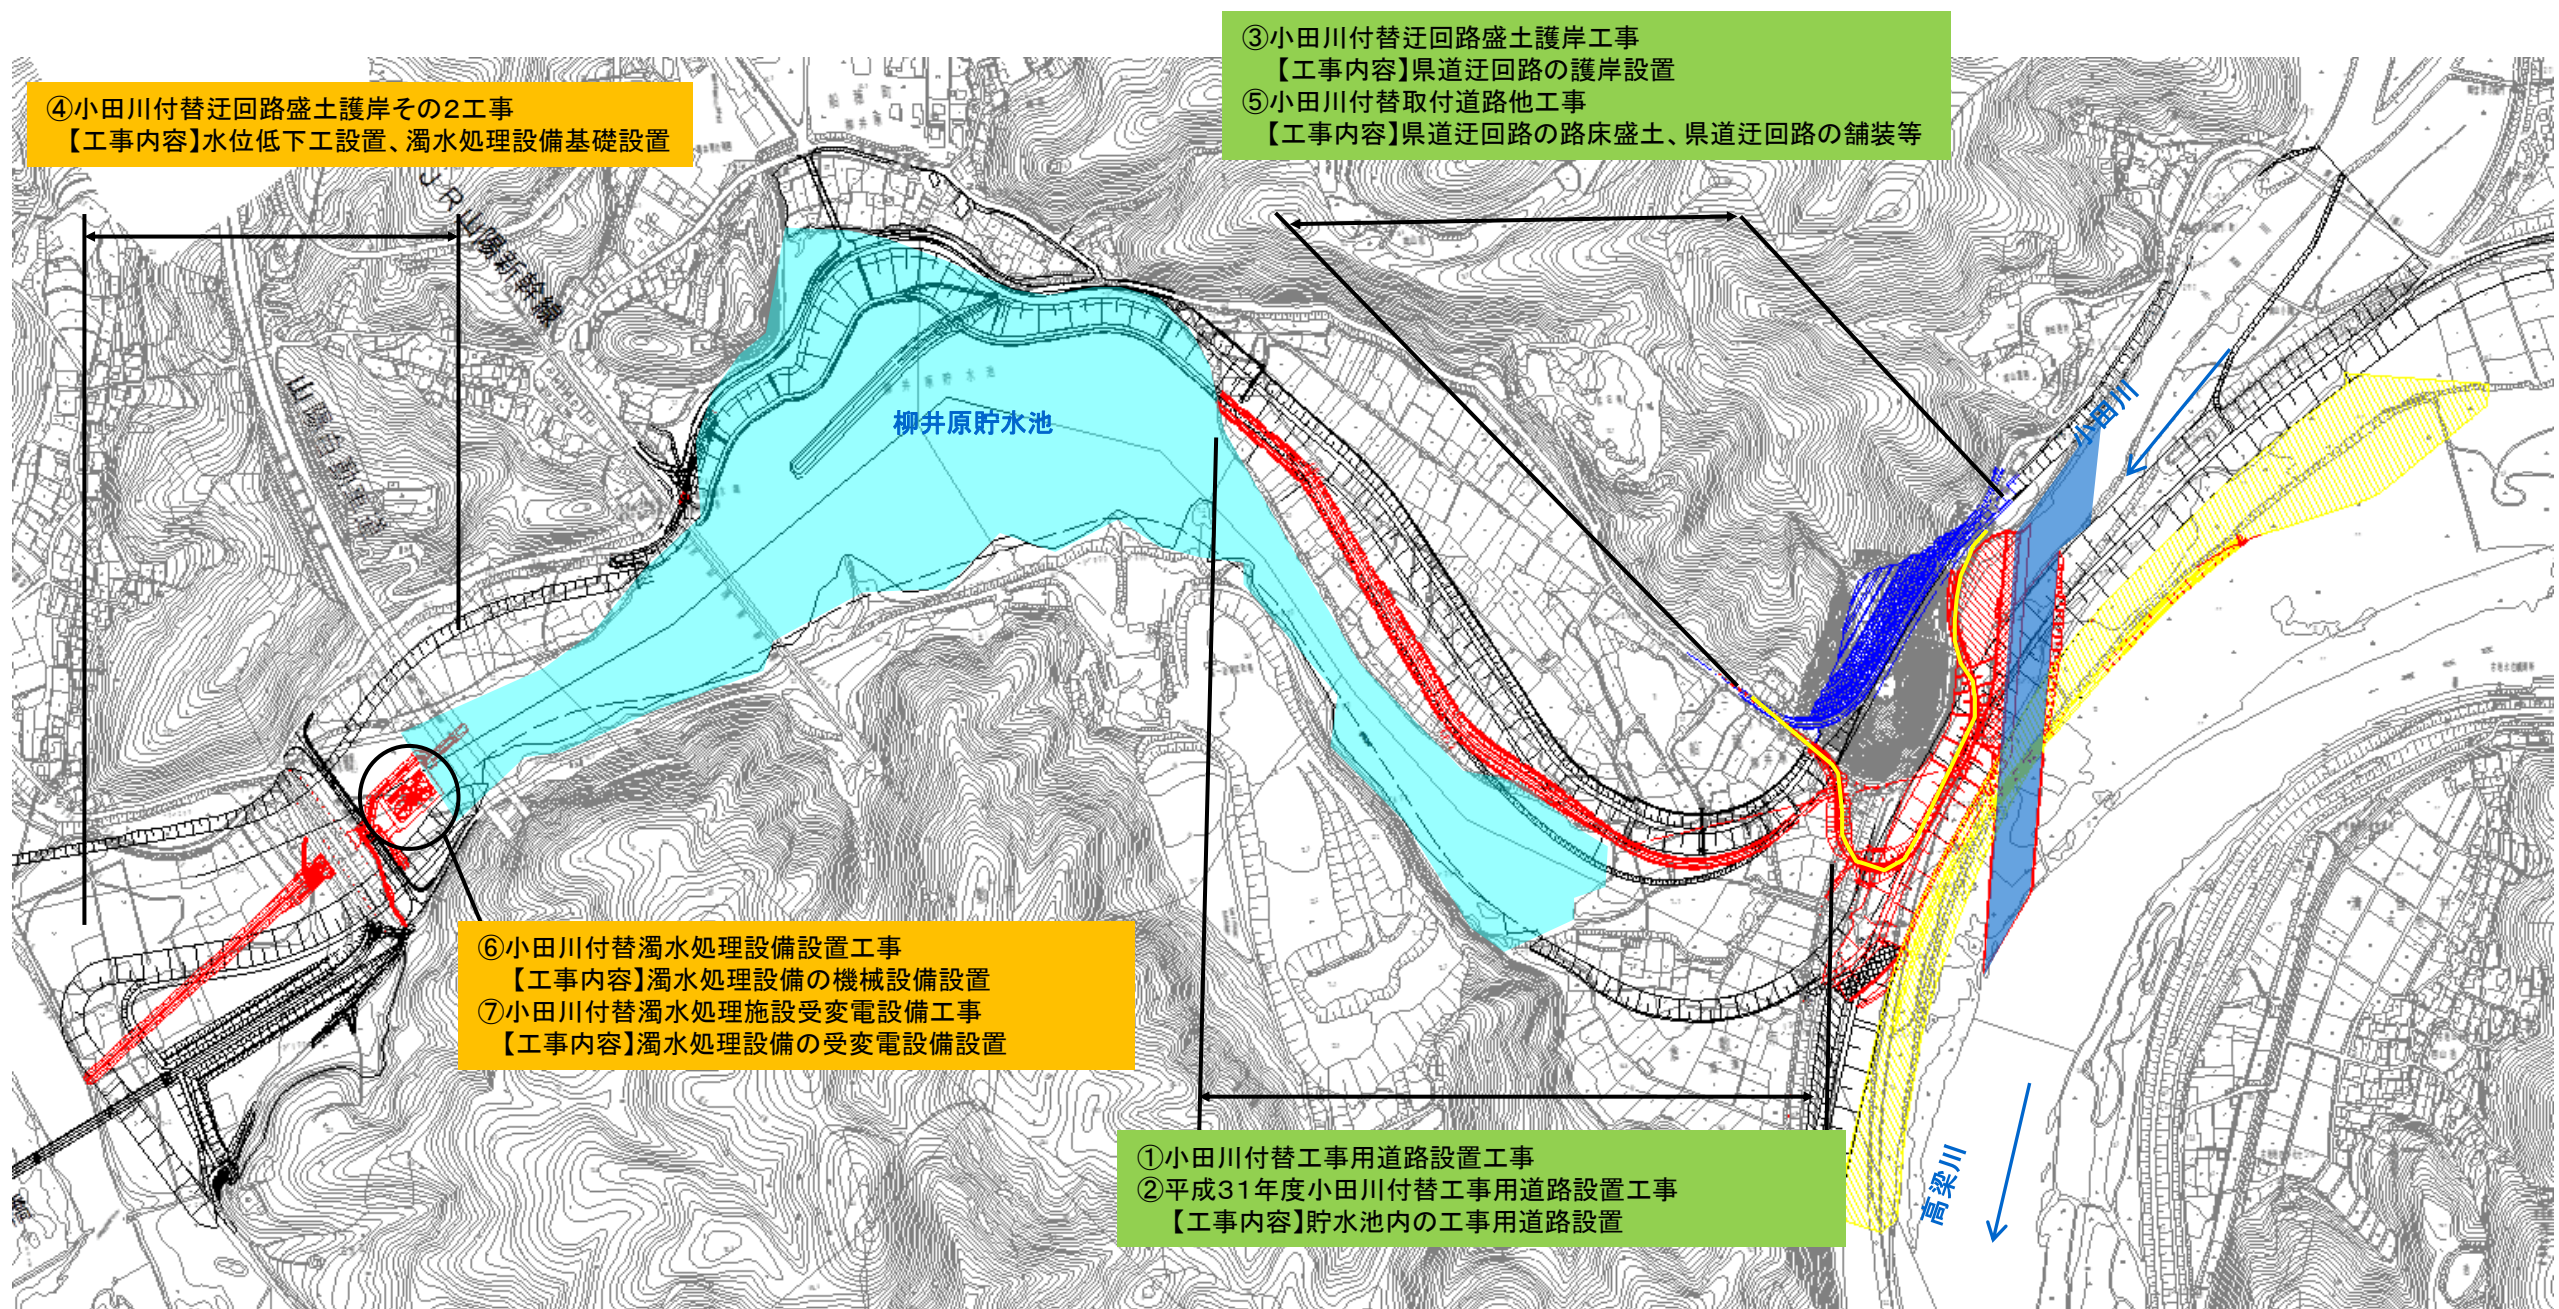 ③小田川付替迂回路盛土護岸工事
【工事内容】県道迂回路の護岸設置
⑤小田川付替取付道路他工事
【工事内容】県道迂回路の路床盛土、県道迂回路の舗装等
④小田川付替迂回路盛土護岸その2工事
【工事内容】水位低下工設置、濁水処理設備基礎設置
JR山陽新幹線
山陽自動車道
柳井原貯水池
柳井原貯水池
小田川
⑥小田川付替濁水処理設備設置工事
【工事内容】濁水処理設備の機械設備設置
⑦小田川付替濁水処理施設受変電設備工事
【工事内容】濁水処理設備の受変電設備設置
①小田川付替工事用道路設置工事
②平成31年度小田川付替工事用道路設置工事
【工事内容】貯水池内の工事用道路設置
高梁川